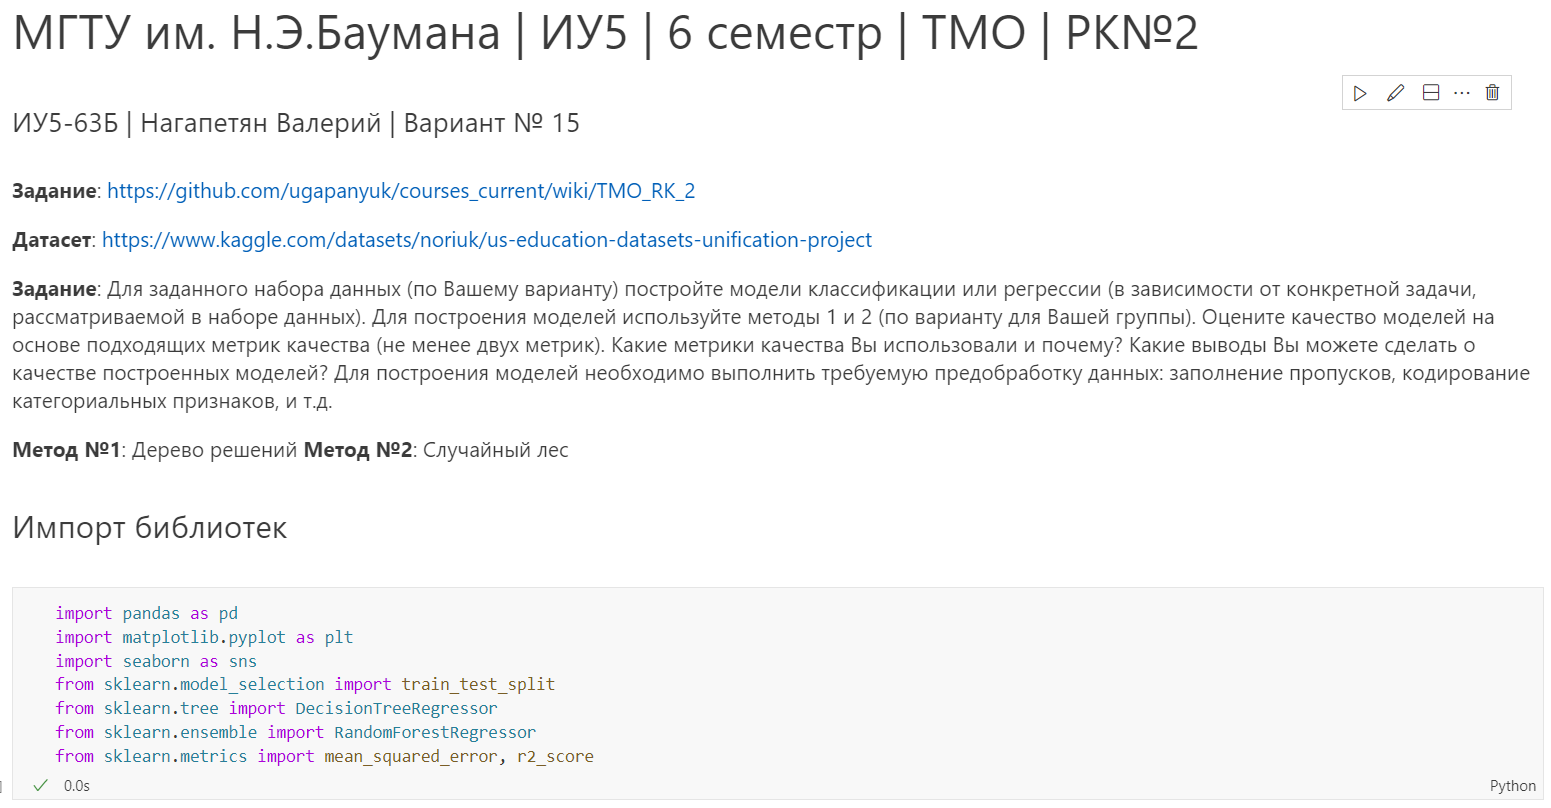 МГТУ им. Н.Э.Баумана | ИУ5 | 6 семестр | ТМО | РК№2
ИУ5-63Б | Нагапетян Валерий | Вариант № 15
Задание: https://github.com/ugapanyuk/courses_current/wiki/TMO_RK_2
Датасет: https://www.kaggle.com/datasets/noriuk/us-education-datasets-unification-project
Задание: Для заданного набора данных (по Вашему варианту) постройте модели классификации или регрессии (в зависимости от конкретной задачи,
рассматриваемой в наборе данных). Для построения моделей используйте методы 1 и 2 (по варианту для Вашей группы). Оцените качество моделей на
основе подходящих метрик качества (не менее двух метрик). Какие метрики качества Вы использовали и почему? Какие выводы Вы можете сделать о
качестве построенных моделей? Для построения моделей необходимо выполнить требуемую предобработку данных: заполнение пропусков, кодирование
категориальных признаков, и т.д.
Метод №1: Дерево решений Метод №2: Случайный лес
Импорт библиотек
import pandas as pd
import matplotlib.pyplot as plt
import seaborn as sns
from sklearn.model_selection import train_test_split
from sklearn.tree import DecisionTreeRegressor
from sklearn.ensemble import RandomForestRegressor
from sklearn.metrics import mean_squared_error, r2_score
0.0s
Python